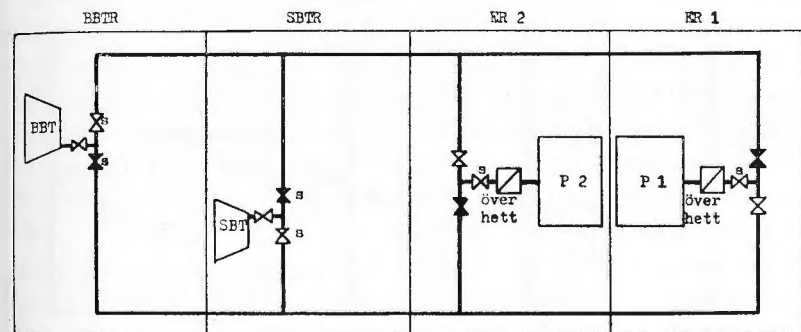 BBTR SBTR ER 2 ER 1
BBT
s
s
SBT
s
s
s
över
hett
P 2
P 1
s
över
hett